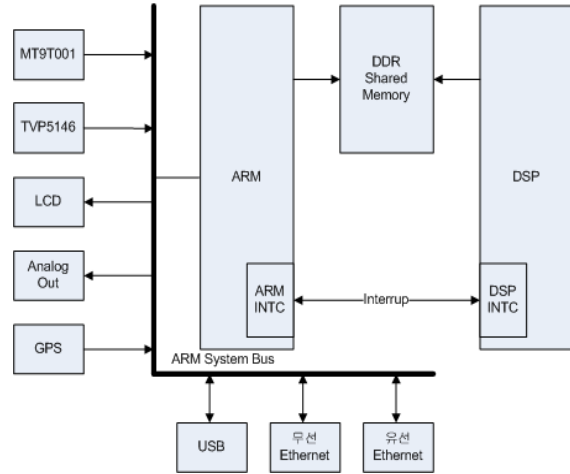 MT9T001
TVP5146
LCD
Analog
Out
GPS
ARM
DDR
Shared
Memory
DSP
ARM
INTC
Interrup
DSP
INTC
ARM System Bus
USB
무선
Ethernet
유선
Ethernet